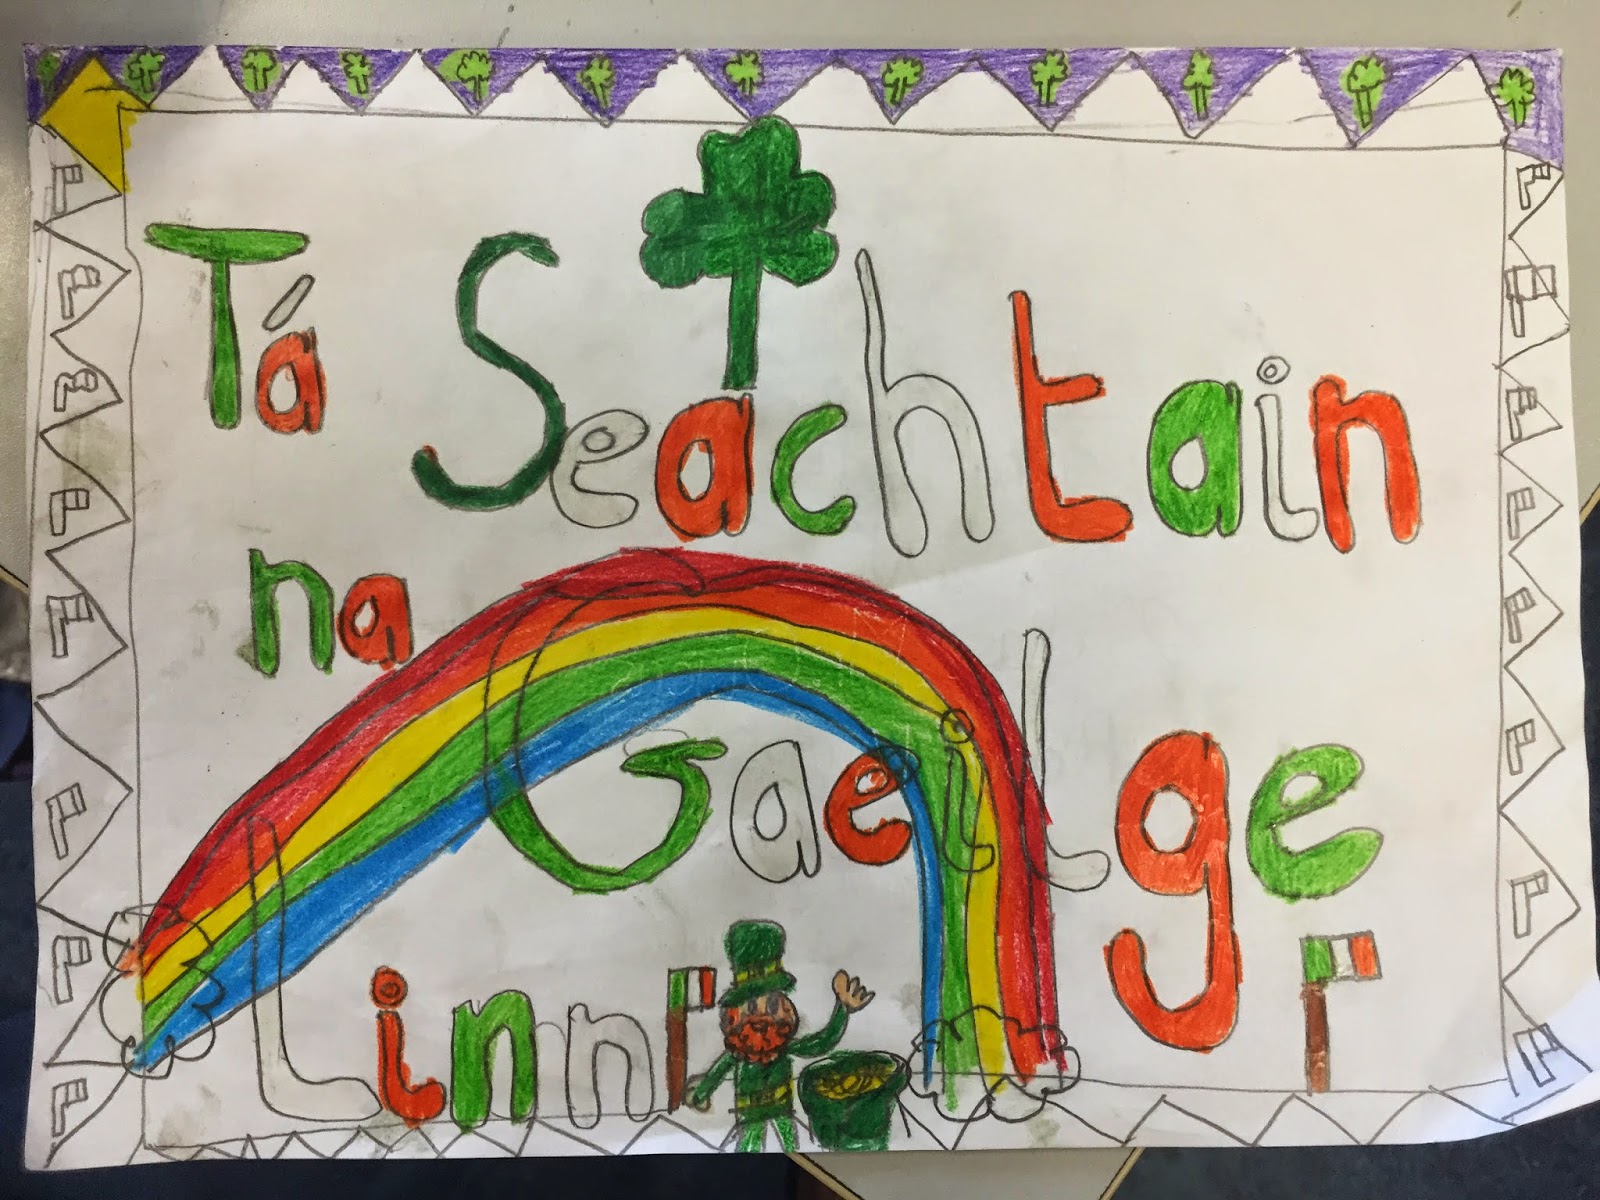 Tá Seachtain
na
Gaeilge
Linn